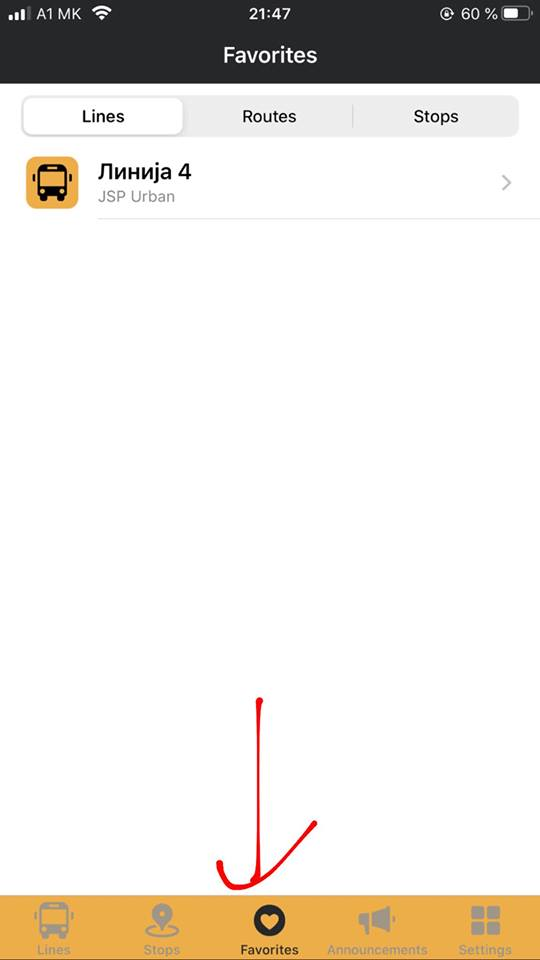 A1 MK 21:47 60 %
Favorites
Lines Routes Stops
Линија 4
JSP Urban
Lines Stops Favorites Announcements Settings